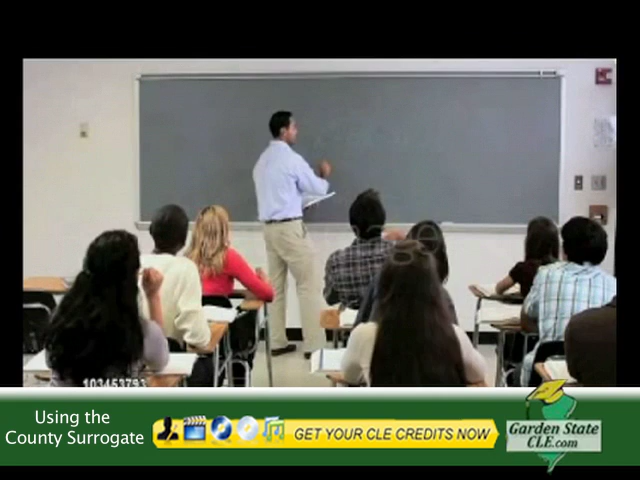 103453793
Using the
County Surrogate
GET YOUR CLE CREDITS NOW
Garden State
CLE.com